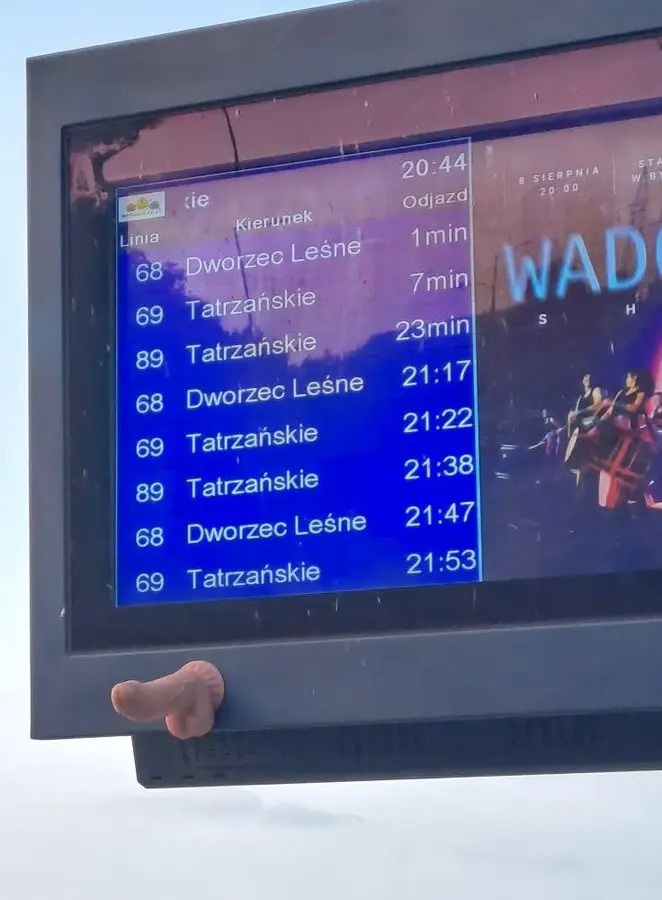 kie 20:44
Linia Kierunek Odjazd
68 Dworzec Leśne 1min
69 Tatrzańskie 7min
89 Tatrzańskie 23min
68 Dworzec Leśne 21:17
69 Tatrzańskie 21:22
89 Tatrzańskie 21:38
68 Dworzec Leśne 21:47
69 Tatrzańskie 21:53
8 SIERPNIA
20:00
STA
W BY
WADO
S H